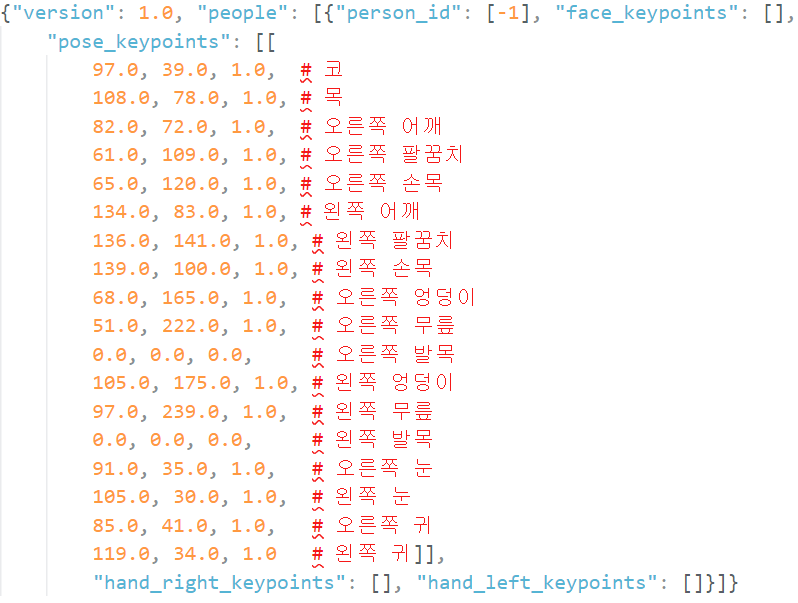 {"version": 1.0, "people": [{"person_id": [-1], "face_keypoints": [],
"pose_keypoints": [[
97.0, 39.0, 1.0, # 코
108.0, 78.0, 1.0, # 목
82.0, 72.0, 1.0, # 오른쪽 어깨
61.0, 109.0, 1.0, # 오른쪽 팔꿈치
65.0, 120.0, 1.0, # 오른쪽 손목
134.0, 83.0, 1.0, # 왼쪽 어깨
136.0, 141.0, 1.0, # 왼쪽 팔꿈치
139.0, 100.0, 1.0, # 왼쪽 손목
68.0, 165.0, 1.0, # 오른쪽 엉덩이
51.0, 222.0, 1.0, # 오른쪽 무릎
0.0, 0.0, 0.0, # 오른쪽 발목
105.0, 175.0, 1.0, # 왼쪽 엉덩이
97.0, 239.0, 1.0, # 왼쪽 무릎
0.0, 0.0, 0.0, # 왼쪽 발목
91.0, 35.0, 1.0, # 오른쪽 눈
105.0, 30.0, 1.0, # 왼쪽 눈
85.0, 41.0, 1.0, # 오른쪽 귀
119.0, 34.0, 1.0 # 왼쪽 귀]],
"hand_right_keypoints": [], "hand_left_keypoints": []}]}